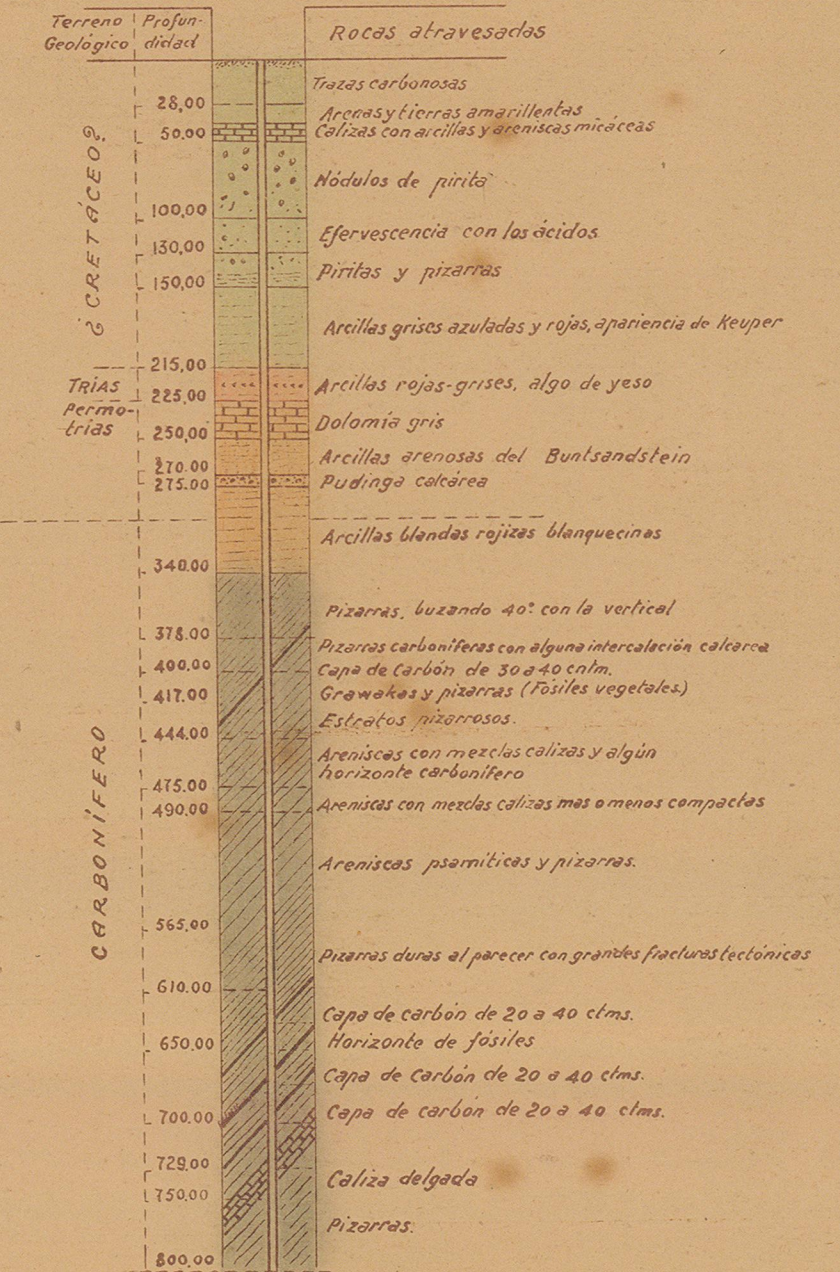 Terreno Geológico
Profun-didad
Rocas atravesadas
¿CRETÁCEO?
Trazas carbonosas
28,00
Arenas y tierras amarillentas
50.00
Calizas con arcillas y areniscas micáceas
Nódulos de pirita
100,00
Efervescencia con los ácidos
130,00
Piritas y pizarras
150,00
Arcillas grises azuladas y rojas, apariencia de Keuper
215,00
TRÍAS
Arcillas rojas-grises, algo de yeso
225,00
Permo-trías
Dolomía gris
250,00
Arcillas arenosas del Buntsandstein
270.00
Pudinga calcárea
275.00
Arcillas blandas rojizas blanquecinas
340.00
CARBONÍFERO
Pizarras, buzando 40º con la vertical
378.00
Pizarras carboníferas con alguna intercalación calcarea
400.00
Capa de Carbón de 30 a 40 cntm.
417.00
Grawakas y pizarras (Fósiles vegetales)
Estratos pizarrosos.
444.00
Areniscas con mezclas calizas y algún
horizonte carbonífero
475.00
490.00
Areniscas con mezclas calizas mas o menos compactas
Areniscas psamíticas y pizarras.
565.00
Pizarras duras al parecer con grandes fracturas tectónicas
610.00
Capa de carbón de 20 a 40 ctms.
650.00
Horizonte de fósiles
Capa de Carbón de 20 a 40 ctms.
700.00
Capa de carbón de 20 a 40 ctms.
729.00
Caliza delgada
750.00
Pizarras.
800.00